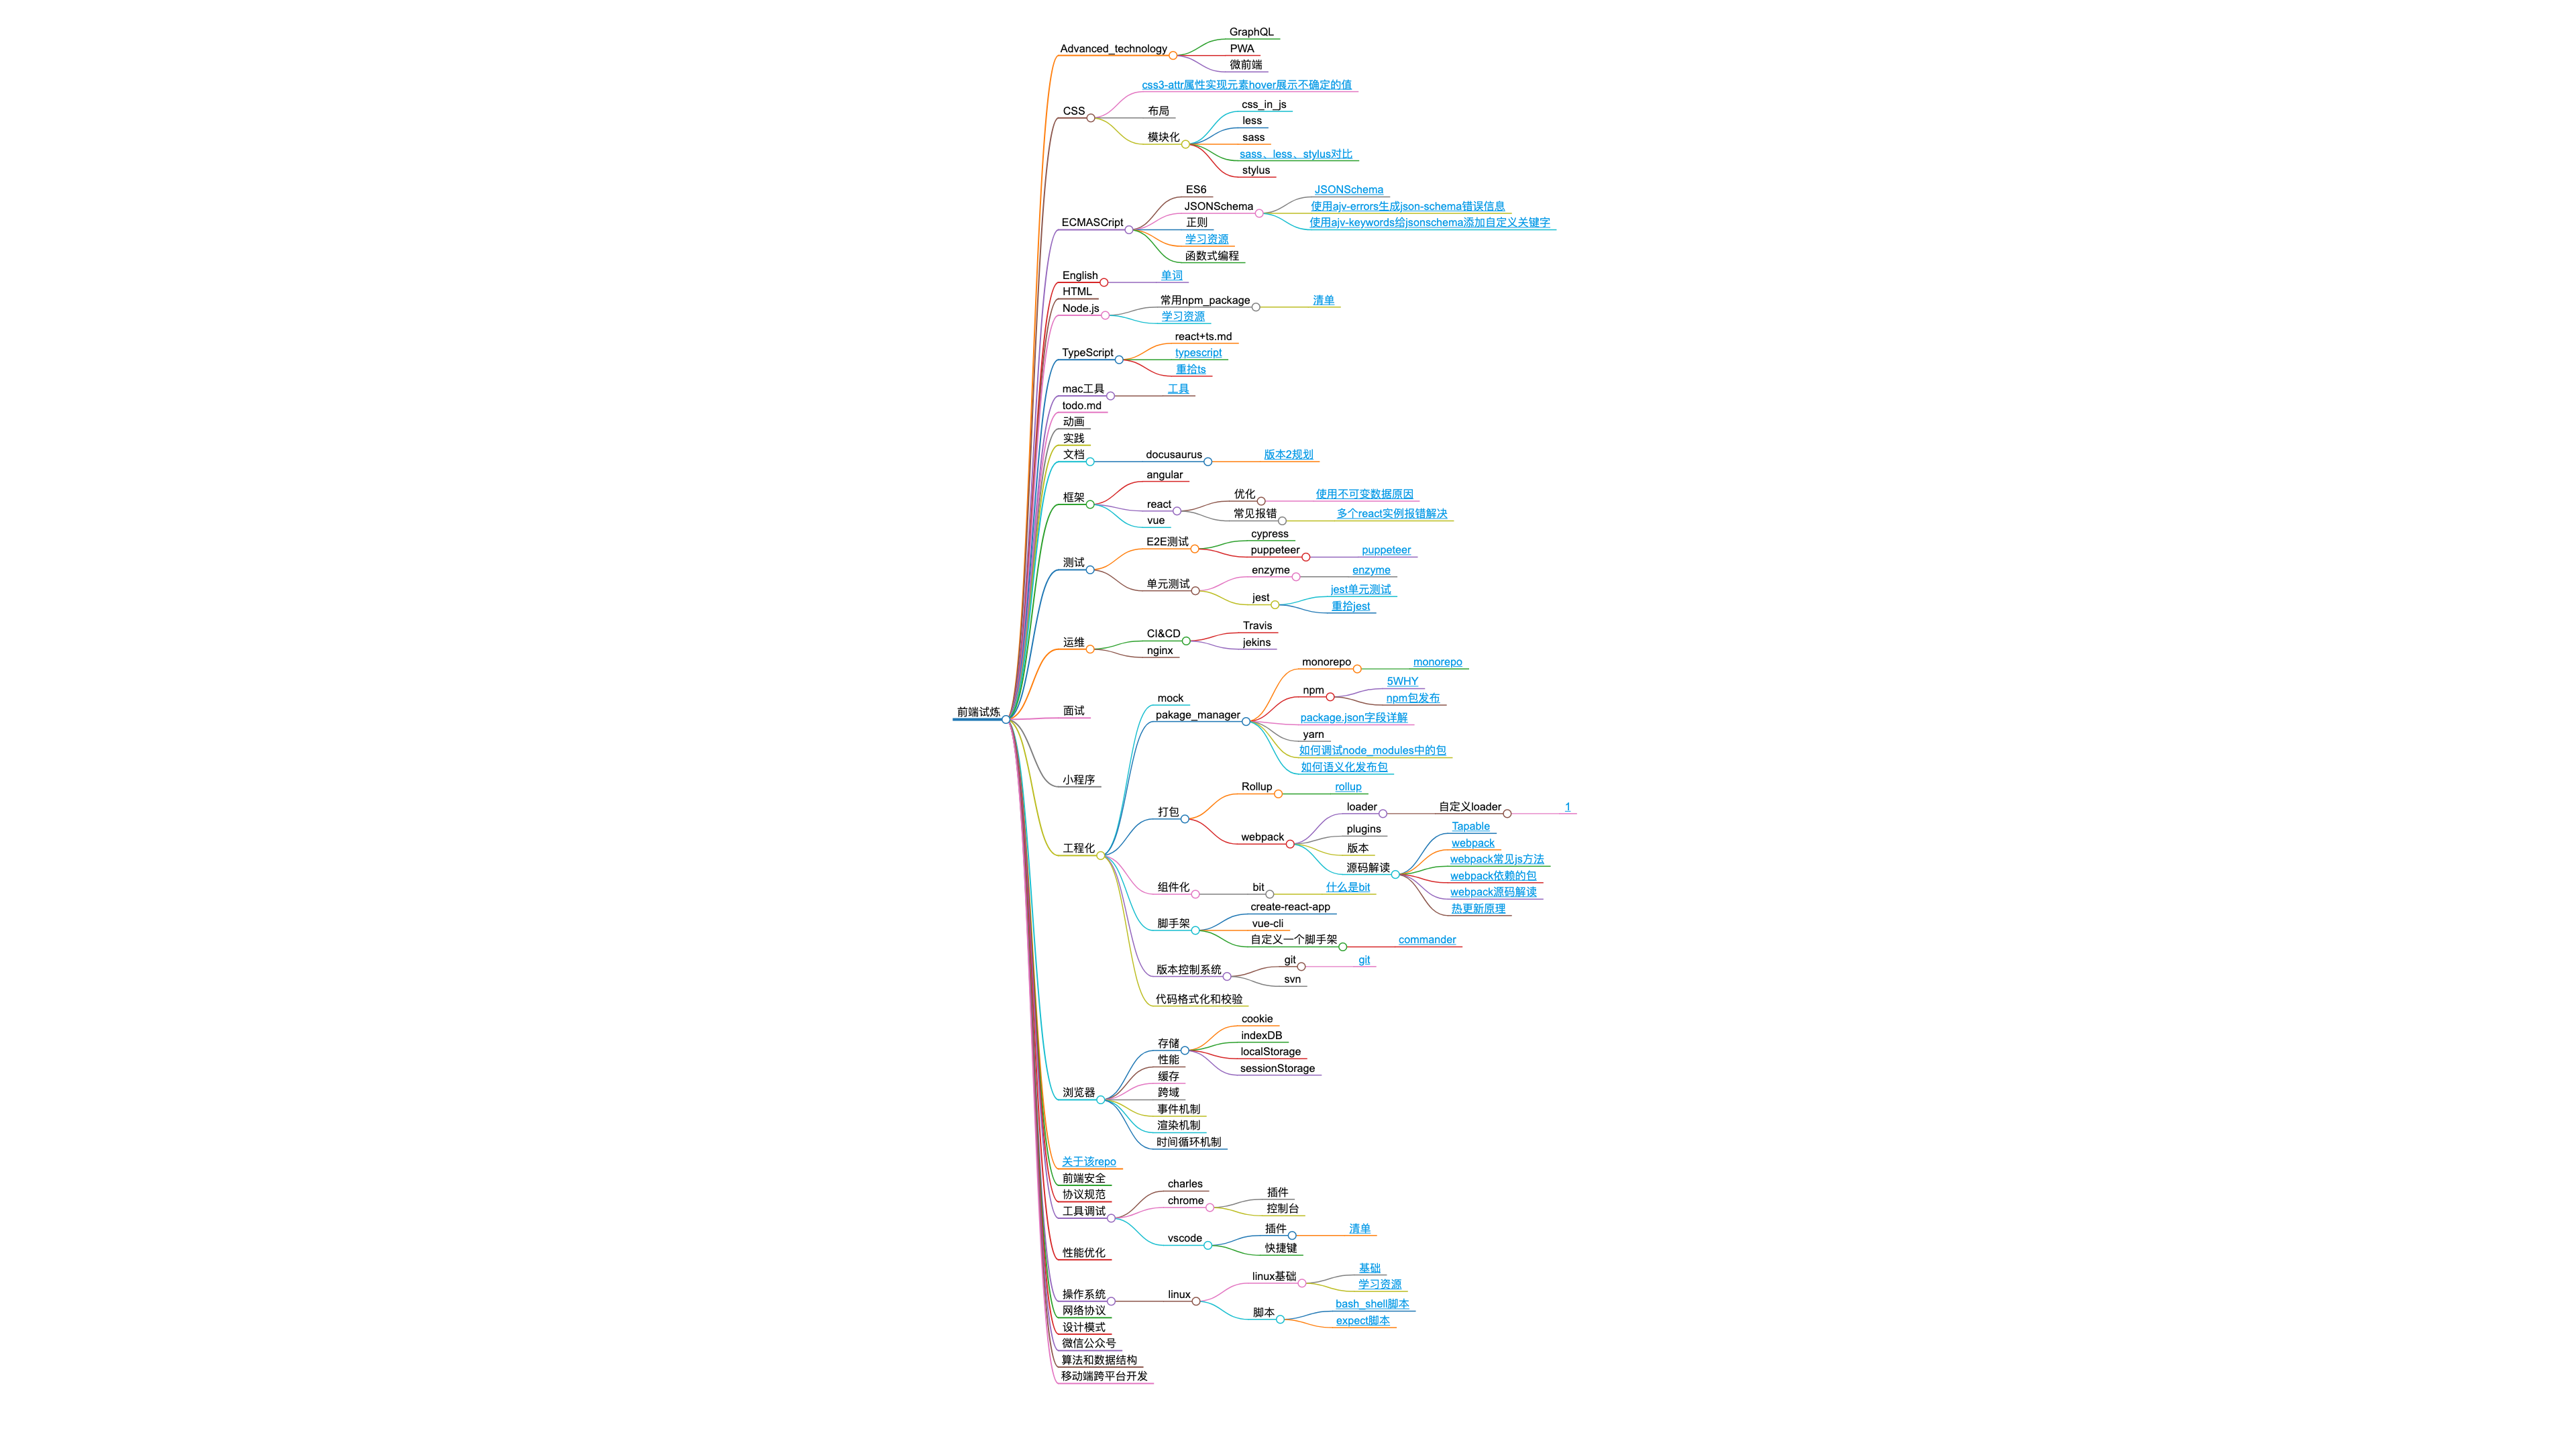 前端试炼
Advanced_technology
GraphQL
PWA
微前端
CSS
css3-attr属性实现元素hover展示不确定的值
布局
模块化
css_in_js
less
sass
sass、less、stylus对比
stylus
ECMASCript
ES6
JSONSchema
JSONSchema
使用ajv-errors生成json-schema错误信息
使用ajv-keywords给jsonschema添加自定义关键字
正则
学习资源
函数式编程
English
单词
HTML
Node.js
常用npm_package
清单
学习资源
TypeScript
react+ts.md
typescript
重拾ts
mac工具
工具
todo.md
动画
实践
文档
docusaurus
版本2规划
框架
angular
react
优化
使用不可变数据原因
常见报错
多个react实例报错解决
vue
测试
E2E测试
cypress
puppeteer
puppeteer
单元测试
enzyme
enzyme
jest
jest单元测试
重拾jest
运维
CI&CD
Travis
jekins
nginx
面试
小程序
工程化
mock
pakage_manager
monorepo
monorepo
npm
5WHY
npm包发布
package.json字段详解
yarn
如何调试node_modules中的包
如何语义化发布包
打包
Rollup
rollup
webpack
loader
自定义loader
1
plugins
版本
源码解读
Tapable
webpack
webpack常见js方法
webpack依赖的包
webpack源码解读
热更新原理
组件化
bit
什么是bit
脚手架
create-react-app
vue-cli
自定义一个脚手架
commander
版本控制系统
git
git
svn
代码格式化和校验
浏览器
存储
cookie
indexDB
localStorage
sessionStorage
性能
缓存
跨域
事件机制
渲染机制
时间循环机制
关于该repo
前端安全
协议规范
工具调试
charles
chrome
插件
控制台
vscode
插件
清单
快捷键
性能优化
操作系统
linux
linux基础
基础
学习资源
脚本
bash_shell脚本
expect脚本
网络协议
设计模式
微信公众号
算法和数据结构
移动端跨平台开发